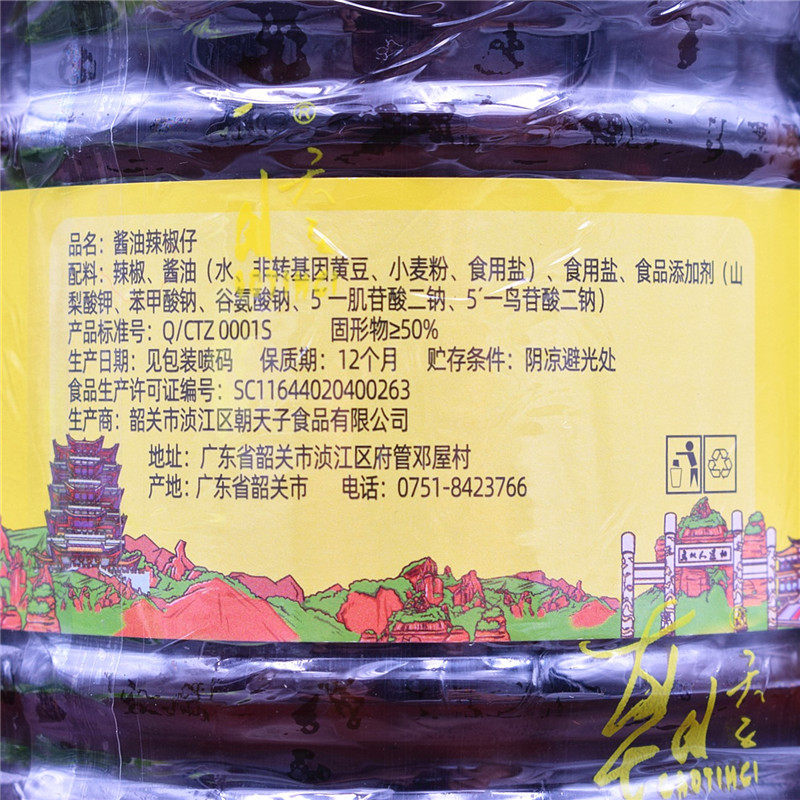 ®
天
子
品名：酱油辣椒仔
配料：辣椒、酱油（水、非转基因黄豆、小麦粉、食用盐）、食用盐、食品添加剂（山
梨酸钾、苯甲酸钠、谷氨酸钠、5′一肌苷酸二钠、5′一鸟苷酸二钠）
产品标准号：Q/CTZ 0001S 固形物≥50%
生产日期：见包装喷码 保质期：12个月 贮存条件：阴凉避光处
食品生产许可证编号：SC11644020400263
生产商：韶关市浈江区朝天子食品有限公司
地址：广东省韶关市浈江区府管邓屋村
产地：广东省韶关市 电话：0751-8423766
朝
天
子